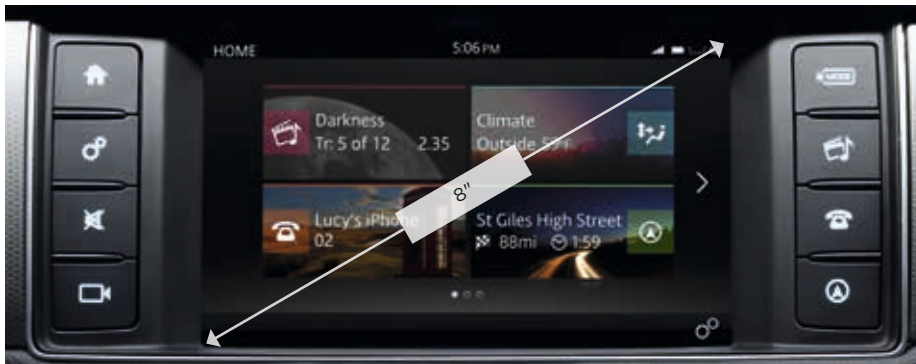 HOME
5:06 PM
Darkness
Tr: 5 of 12 2.35
Climate
Outside
8"
Lucy's iPhone
02
St Giles High Street
88mi 1:59